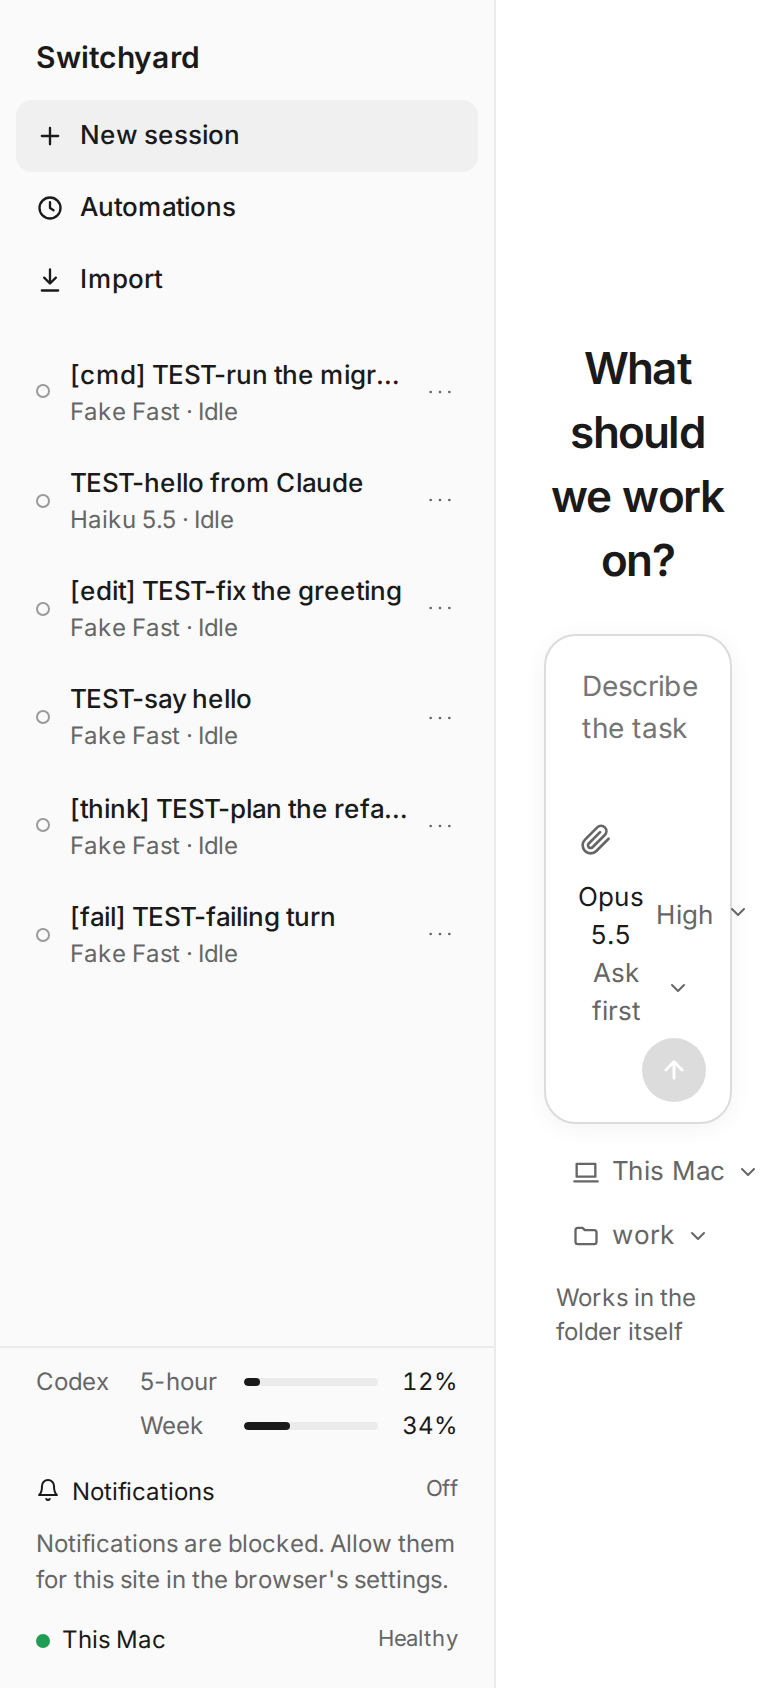 Switchyard
New session
Automations
Import
[cmd] TEST-run the migr...
Fake Fast · Idle
TEST-hello from Claude
Haiku 5.5 · Idle
[edit] TEST-fix the greeting
Fake Fast · Idle
TEST-say hello
Fake Fast · Idle
[think] TEST-plan the refa...
Fake Fast · Idle
[fail] TEST-failing turn
Fake Fast · Idle
Codex 5-hour 12%
Week 34%
Notifications Off
Notifications are blocked. Allow them
for this site in the browser's settings.
This Mac Healthy
What
should
we work
on?
Describe
the task
Opus
5.5
High
Ask
first
This Mac
work
Works in the
folder itself